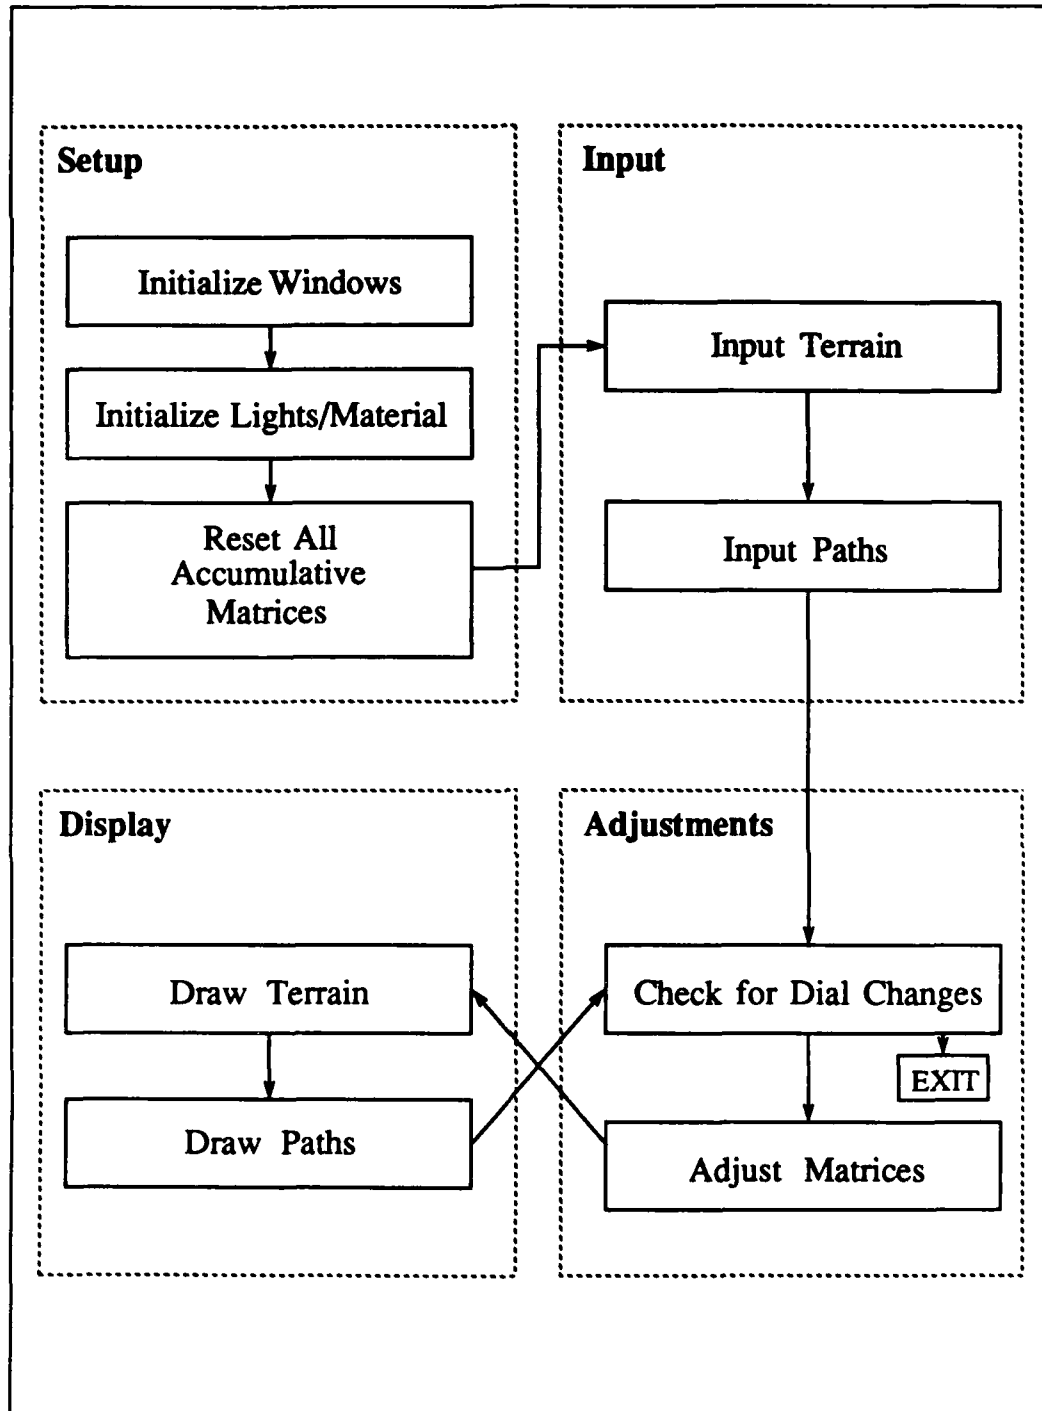 Setup
Initialize Windows
Initialize Lights/Material
Reset All
Accumulative
Matrices
Input
Input Terrain
Input Paths
Display
Draw Terrain
Draw Paths
Adjustments
Check for Dial Changes
EXIT
Adjust Matrices